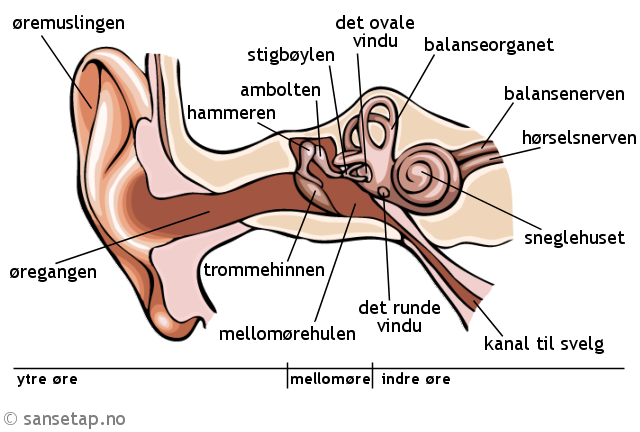 øremuslingen
det ovale
vindu
stigbøylen
balanseorganet
ambolten
hammeren
balansenerven
hørselsnerven
sneglehuset
øregangen
trommehinnen
mellomørehulen
det runde
vindu
kanal til svelg
ytre øre
mellomøre
indre øre
© sansetap.no